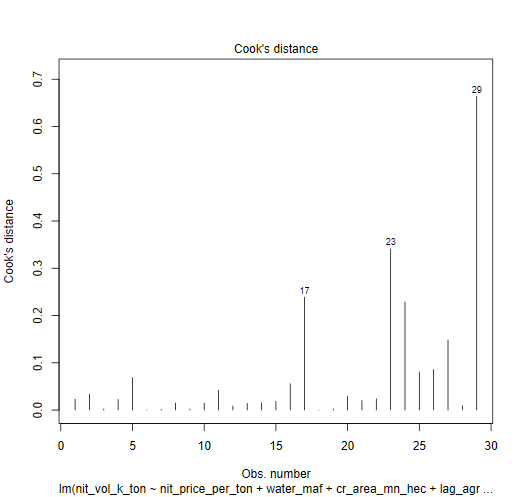 Cook's distance
Cook's distance
0.0
0.1
0.2
0.3
0.4
0.5
0.6
0.7
29
23
17
0 5 10 15 20 25 30
Obs. number
lm(nit_vol_k_ton ~ nit_price_per_ton + water_maf + cr_area_mn_hec + lag_agr ...